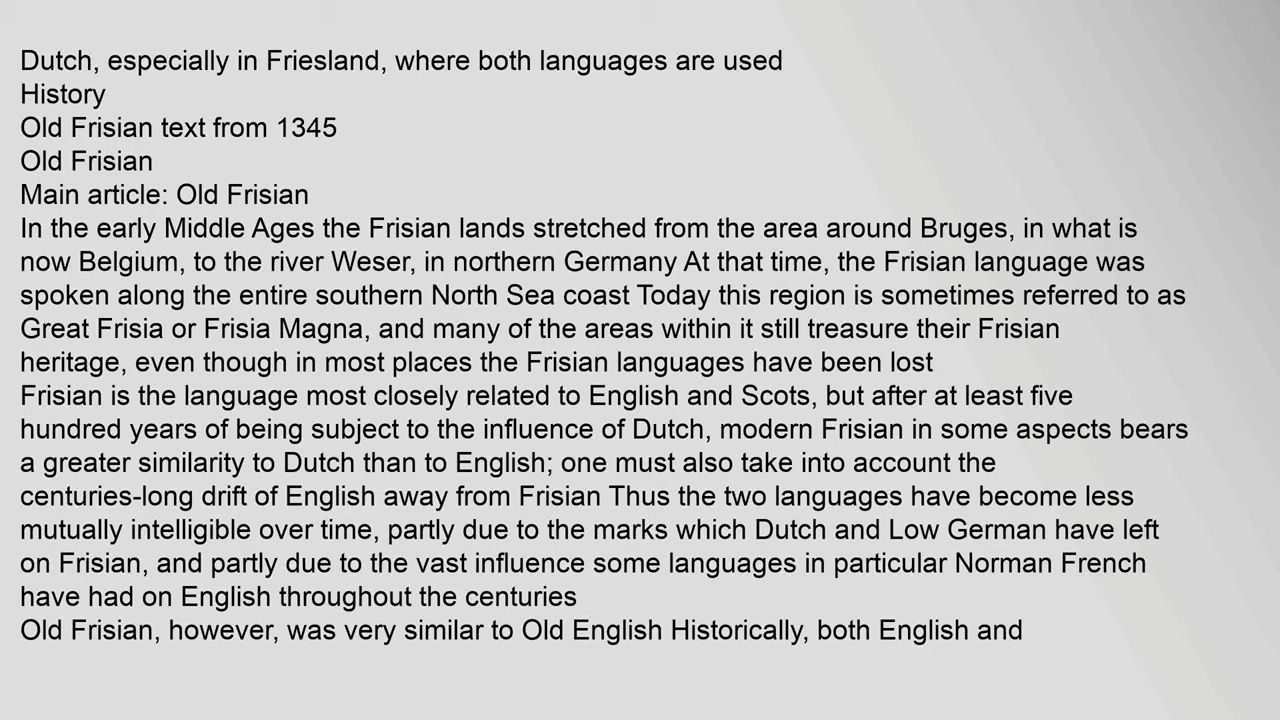 Dutch, especially in Friesland, where both languages are used
History
Old Frisian text from 1345
Old Frisian
Main article: Old Frisian
In the early Middle Ages the Frisian lands stretched from the area around Bruges, in what is
now Belgium, to the river Weser, in northern Germany At that time, the Frisian language was
spoken along the entire southern North Sea coast Today this region is sometimes referred to as
Great Frisia or Frisia Magna, and many of the areas within it still treasure their Frisian
heritage, even though in most places the Frisian languages have been lost
Frisian is the language most closely related to English and Scots, but after at least five
hundred years of being subject to the influence of Dutch, modern Frisian in some aspects bears
a greater similarity to Dutch than to English; one must also take into account the
centuries-long drift of English away from Frisian Thus the two languages have become less
mutually intelligible over time, partly due to the marks which Dutch and Low German have left
on Frisian, and partly due to the vast influence some languages in particular Norman French
have had on English throughout the centuries
Old Frisian, however, was very similar to Old English Historically, both English and